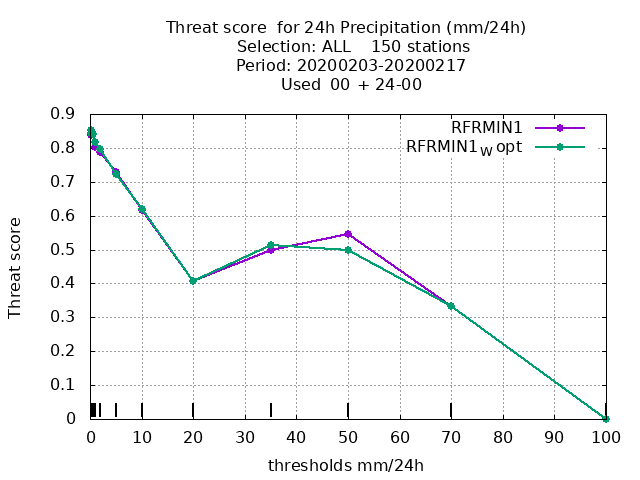 Threat score  for 24h Precipitation (mm/24h)
Selection: ALL    150 stations
Period: 20200203-20200217
Used  00 + 24-00
RFRMIN1
RFRMIN1W opt
0.9
0.8
0.7
0.6
0.5
0.4
0.3
0.2
0.1
0
Threat score
0 10 20 30 40 50 60 70 80 90 100
thresholds mm/24h